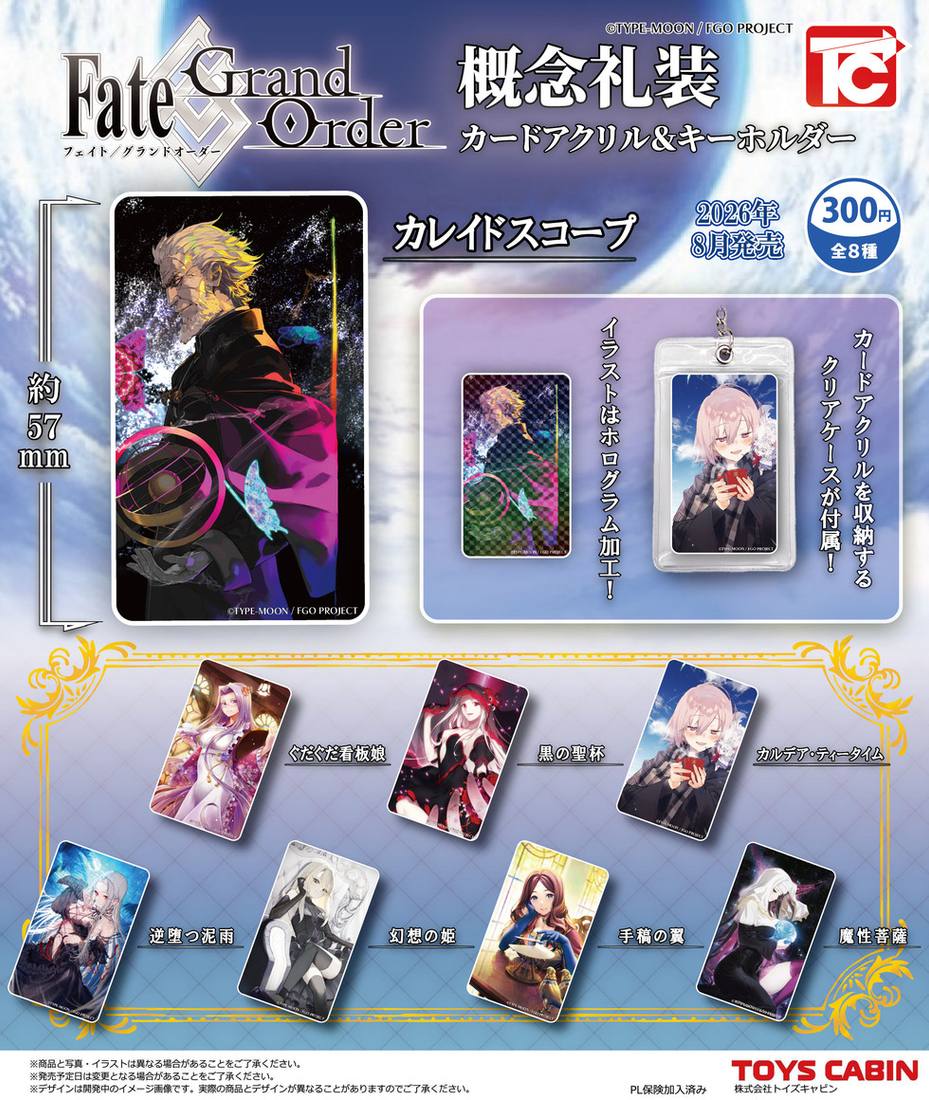 ©TYPE-MOON / FGO PROJECT
Fate Grand Order
フェイト/グランドオーダー
概念礼装
カードアクリル&キーホルダー
TC
カレイドスコープ
2026年
8月発売
300円
全8種
約
57
mm
©TYPE-MOON / FGO PROJECT
イラストはホログラム加工!
カードアクリルを収納する
クリアケースが付属!
ぐだぐだ看板娘
黒の聖杯
カルデア・ティータイム
逆堕つ泥雨
幻想の姫
手稿の翼
魔性菩薩
※商品と写真・イラストは異なる場合があることをご了承ください。
※発売予定日は変更となる場合があることをご了承ください。
※デザインは開発中のイメージ画像です。実際の商品とデザインが異なることがありますのでご了承ください。
PL保険加入済み
TOYS CABIN
株式会社トイズキャビン